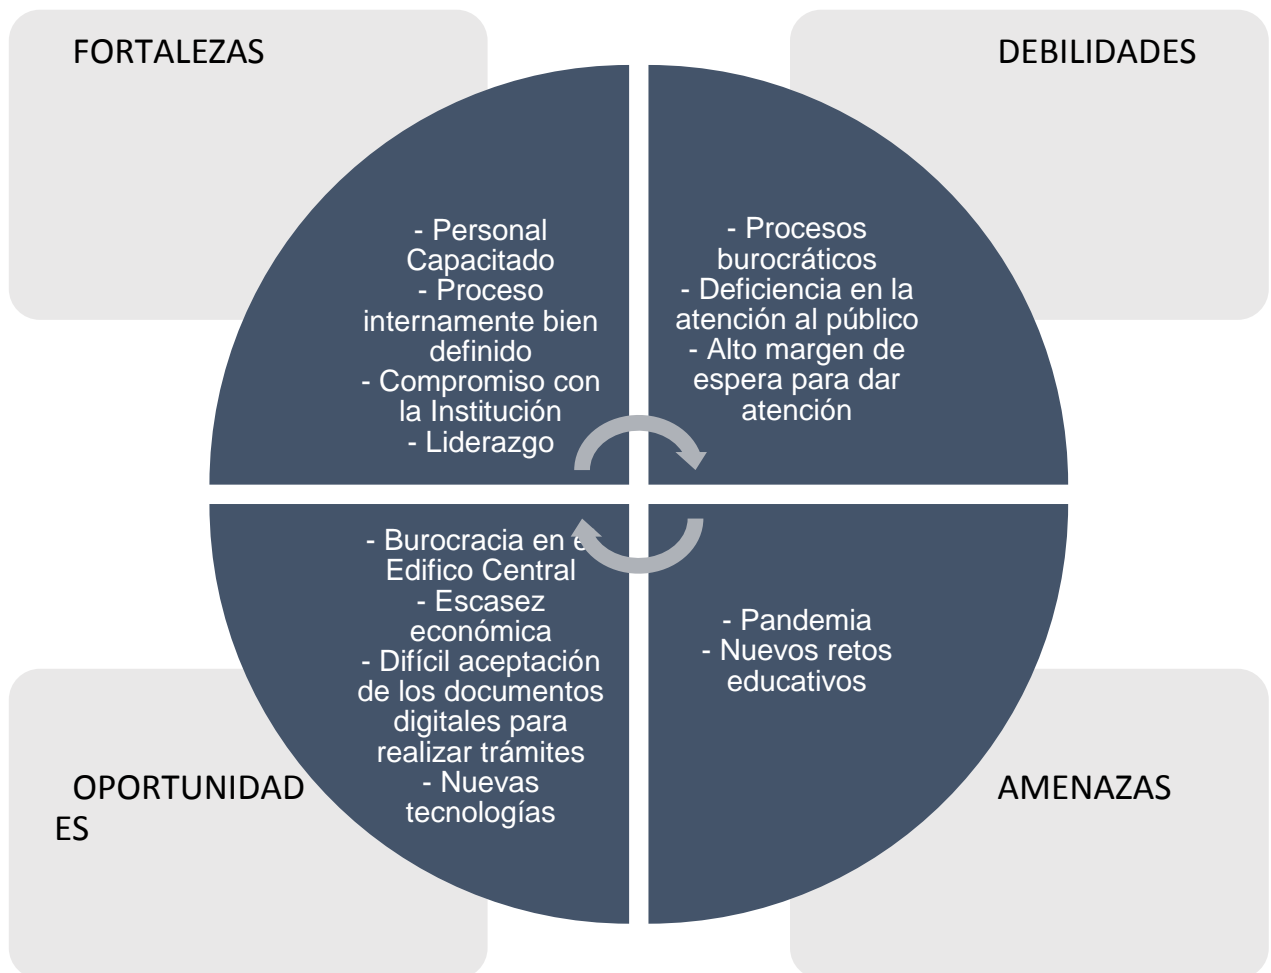 FORTALEZAS
- Personal
Capacitado
- Proceso
internamente bien
definido
- Compromiso con
la Institución
- Liderazgo
DEBILIDADES
- Procesos
burocráticos
- Deficiencia en la
atención al público
- Alto margen de
espera para dar
atención
OPORTUNIDAD
ES
- Burocracia en
Edifico Central
- Escasez
económica
- Difícil aceptación
de los documentos
digitales para
realizar trámites
- Nuevas
tecnologías
AMENAZAS
- Pandemia
- Nuevos retos
educativos